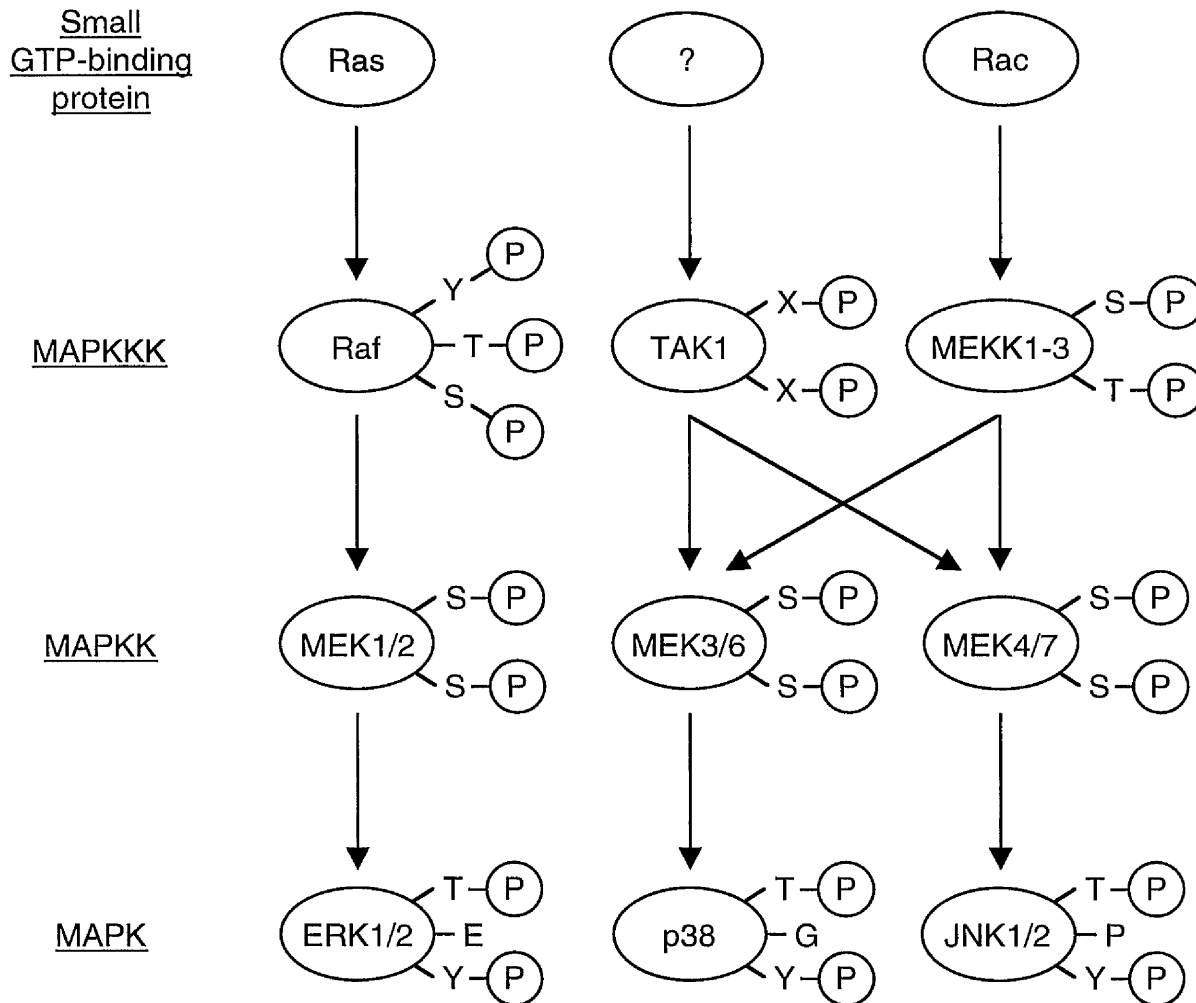 Small
GTP-binding
protein
Ras
?
Rac
MAPKKK
Raf
Y P
T P
S P
TAK1
X P
X P
MEKK1-3
S P
T P
MAPKK
MEK1/2
S P
S P
MEK3/6
S P
S P
MEK4/7
S P
S P
MAPK
ERK1/2
T P
E
Y P
p38
T P
G
Y P
JNK1/2
T P
P
Y P